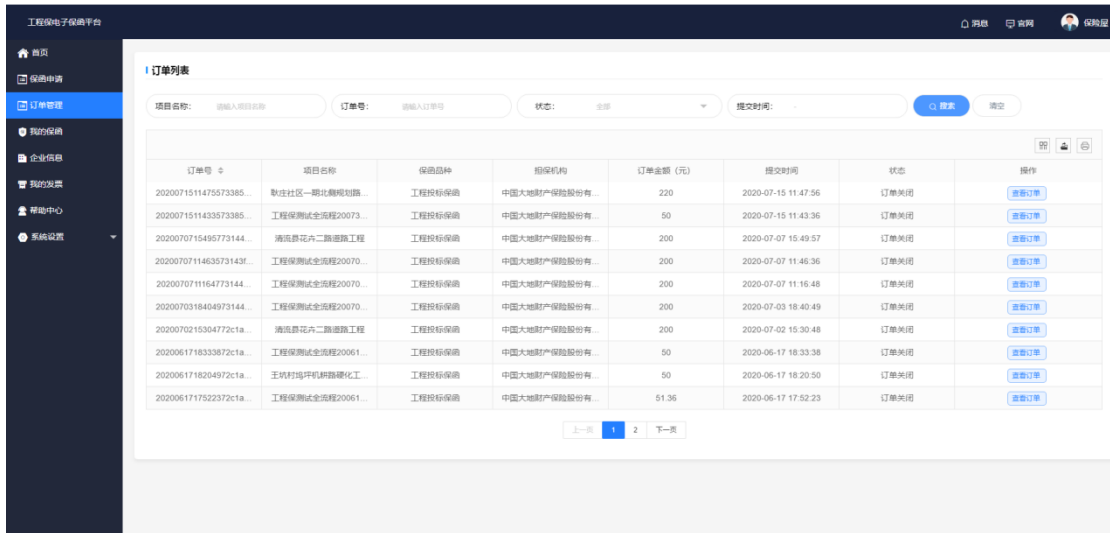 工程保电子保函平台
消息 官网 保险屋
首页
保函申请
订单管理
我的保函
企业信息
我的发票
帮助中心
系统设置
订单列表
项目名称： 请输入项目名称 订单号： 请输入订单号 状态： 全部 提交时间： 搜索 清空
订单号 项目名称 保函品种 担保机构 订单金额（元） 提交时间 状态 操作
2020071511475573385... 耿庄社区一期北侧规划路... 工程投标保函 中国大地财产保险股份有... 220 2020-07-15 11:47:56 订单关闭 查看订单
2020071511433573385... 工程保测试全流程20073... 工程投标保函 中国大地财产保险股份有... 50 2020-07-15 11:43:36 订单关闭 查看订单
2020070715495773144... 清流县花卉二路道路工程 工程投标保函 中国大地财产保险股份有... 200 2020-07-07 15:49:57 订单关闭 查看订单
2020070711463573143f... 工程保测试全流程20070... 工程投标保函 中国大地财产保险股份有... 200 2020-07-07 11:46:36 订单关闭 查看订单
2020070711164773144... 工程保测试全流程20070... 工程投标保函 中国大地财产保险股份有... 200 2020-07-07 11:16:48 订单关闭 查看订单
2020070318404973144... 工程保测试全流程20070... 工程投标保函 中国大地财产保险股份有... 200 2020-07-03 18:40:49 订单关闭 查看订单
2020070215304772c1a... 清流县花卉二路道路工程 工程投标保函 中国大地财产保险股份有... 200 2020-07-02 15:30:48 订单关闭 查看订单
2020061718333872c1a... 工程保测试全流程20061... 工程投标保函 中国大地财产保险股份有... 50 2020-06-17 18:33:38 订单关闭 查看订单
2020061718204972c1a... 王坑村坞坪机耕路硬化工... 工程投标保函 中国大地财产保险股份有... 50 2020-06-17 18:20:50 订单关闭 查看订单
2020061717522372c1a... 工程保测试全流程20061... 工程投标保函 中国大地财产保险股份有... 51.36 2020-06-17 17:52:23 订单关闭 查看订单
上一页 1 2 下一页